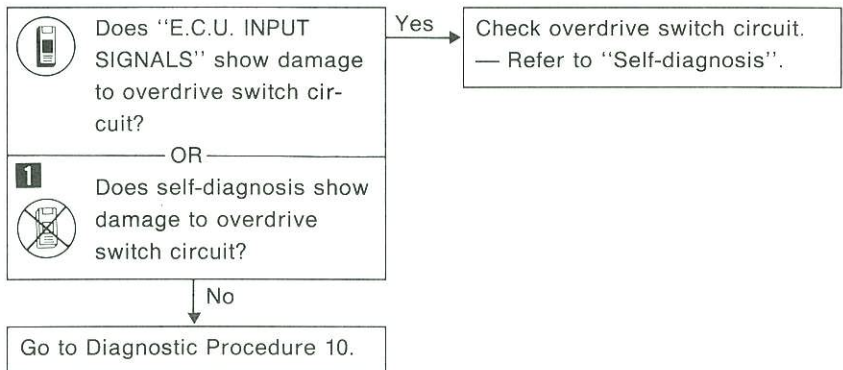 Does “E.C.U. INPUT
SIGNALS” show damage
to overdrive switch cir-
cuit?
OR
1
Does self-diagnosis show
damage to overdrive
switch circuit?
Yes
Check overdrive switch circuit.
— Refer to “Self-diagnosis”.
No
Go to Diagnostic Procedure 10.